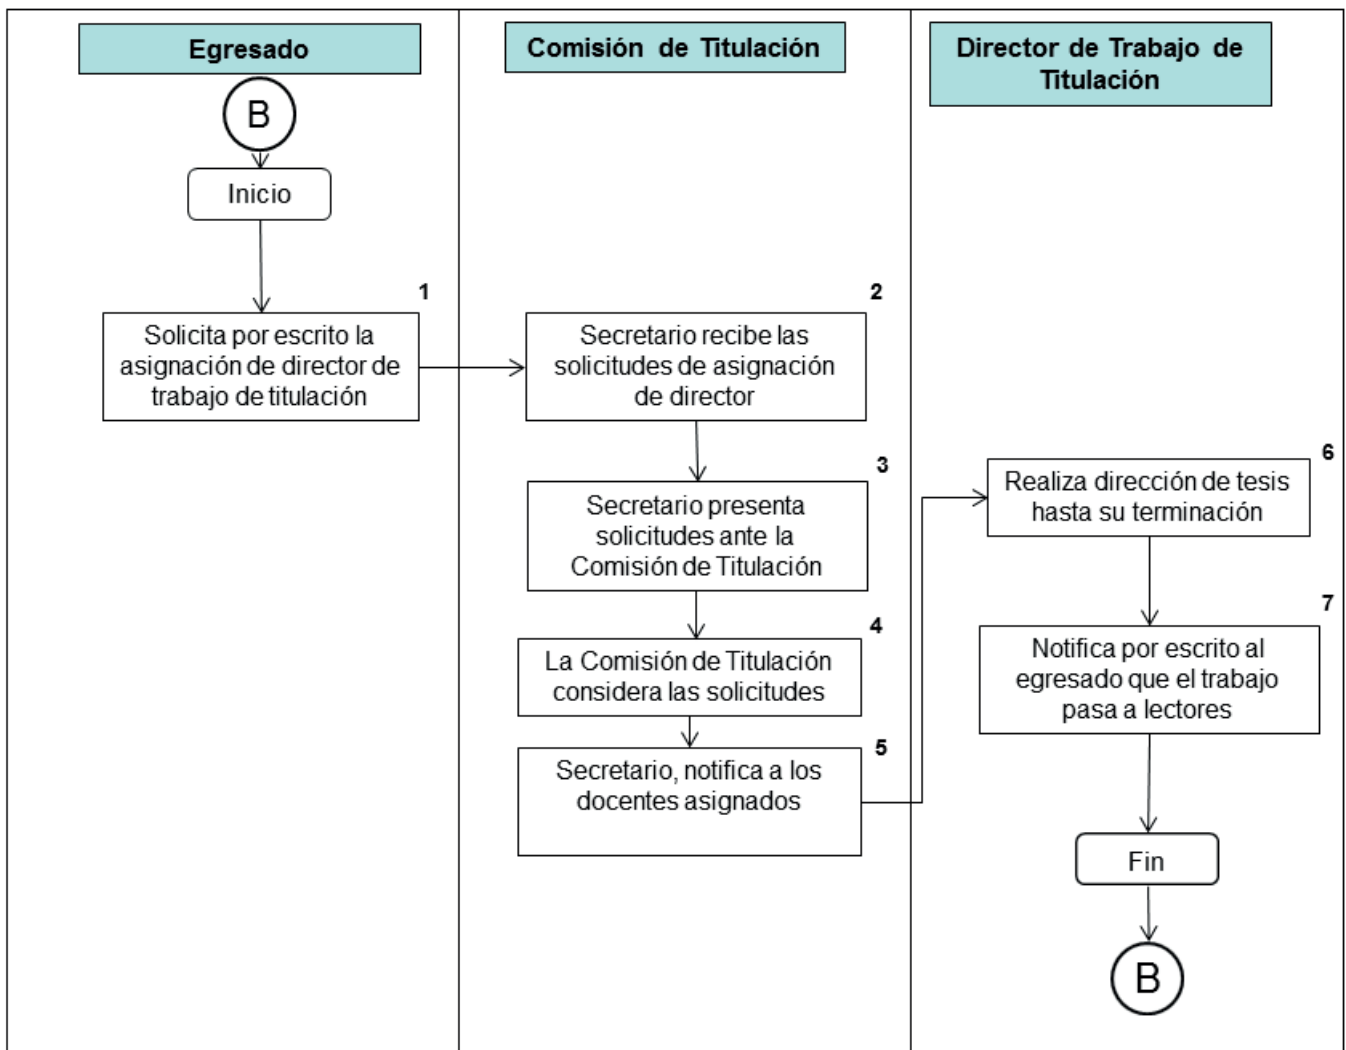 Egresado
B
Inicio
1
Solicita por escrito la
asignación de director de
trabajo de titulación
Comisión de Titulación
2
Secretario recibe las
solicitudes de asignación
de director
3
Secretario presenta
solicitudes ante la
Comisión de Titulación
4
La Comisión de Titulación
considera las solicitudes
5
Secretario, notifica a los
docentes asignados
Director de Trabajo de
Titulación
6
Realiza dirección de tesis
hasta su terminación
7
Notifica por escrito al
egresado que el trabajo
pasa a lectores
Fin
B